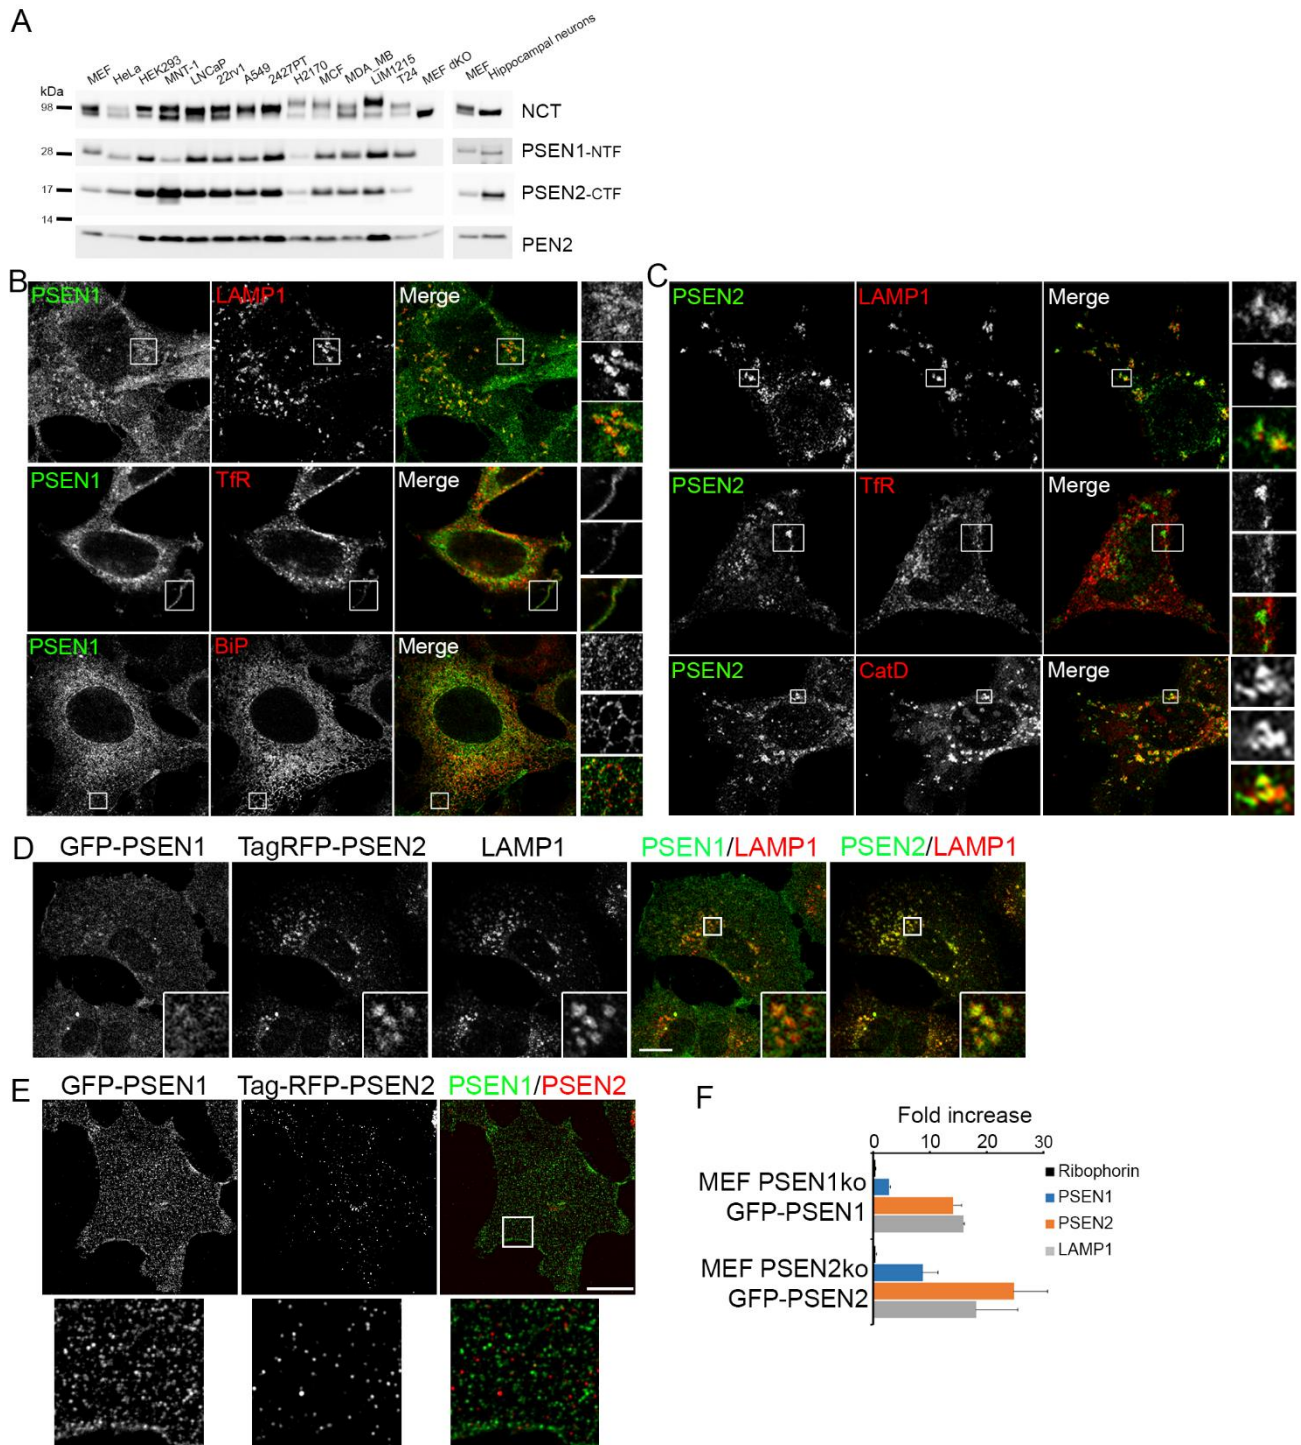 A
MEF HeLa HEK293 MNT-1 LNCaP 22rv1 A549 2427PT H2170 MCF MDA_MB LIM1215 T24 MEF dKO MEF Hippocampal neurons
kDa
98 NCT
28 PSEN1-NTF
17 PSEN2-CTF
14
PEN2
B
PSEN1 LAMP1 Merge
PSEN1 TfR Merge
PSEN1 BiP Merge
C
PSEN2 LAMP1 Merge
PSEN2 TfR Merge
PSEN2 CatD Merge
D
GFP-PSEN1 TagRFP-PSEN2 LAMP1 PSEN1/LAMP1 PSEN2/LAMP1
E
GFP-PSEN1 Tag-RFP-PSEN2 PSEN1/PSEN2
F
Fold increase
0 10 20 30
MEF PSEN1ko
GFP-PSEN1
MEF PSEN2ko
GFP-PSEN2
Ribophorin
PSEN1
PSEN2
LAMP1